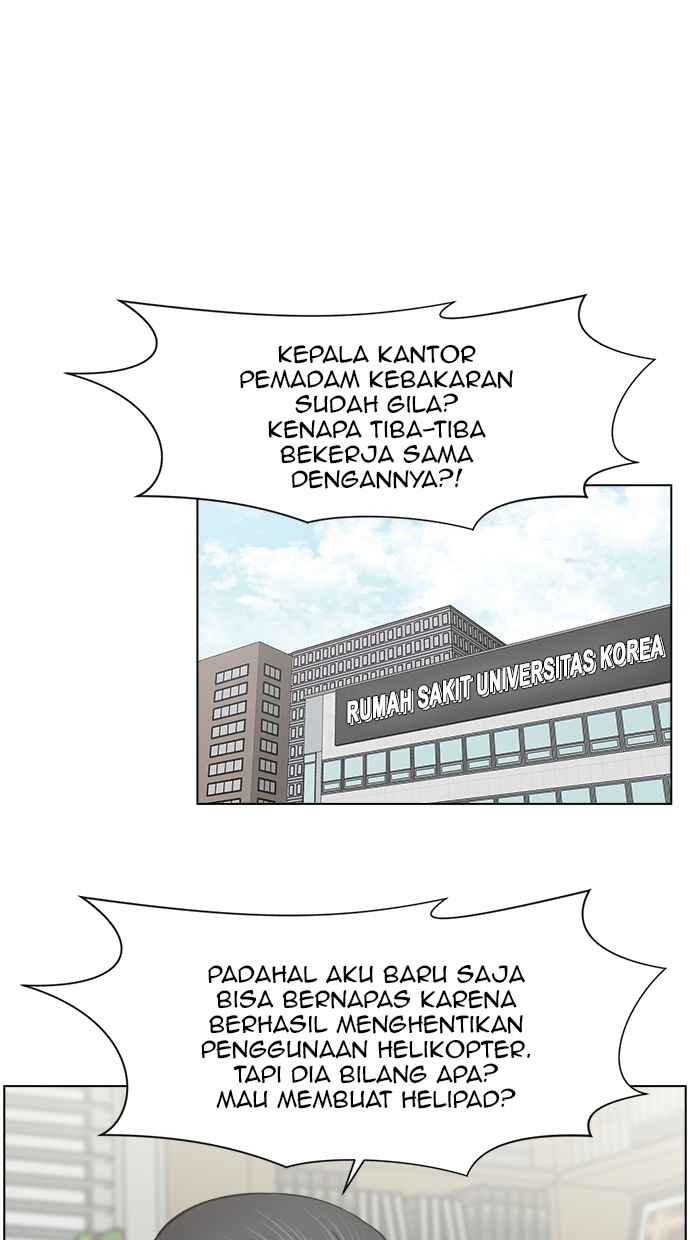 KEPALA KANTOR
PEMADAM KEBAKARAN
SUDAH GILA?
KENAPA TIBA-TIBA
BEKERJA SAMA
DENGANNYA?!
RUMAH SAKIT UNIVERSITAS KOREA
PADAHAL AKU BARU SAJA
BISA BERNAPAS KARENA
BERHASIL MENGHENTIKAN
PENGGUNAAN HELIKOPTER.
TAPI DIA BILANG APA?
MAU MEMBUAT HELIPAD?